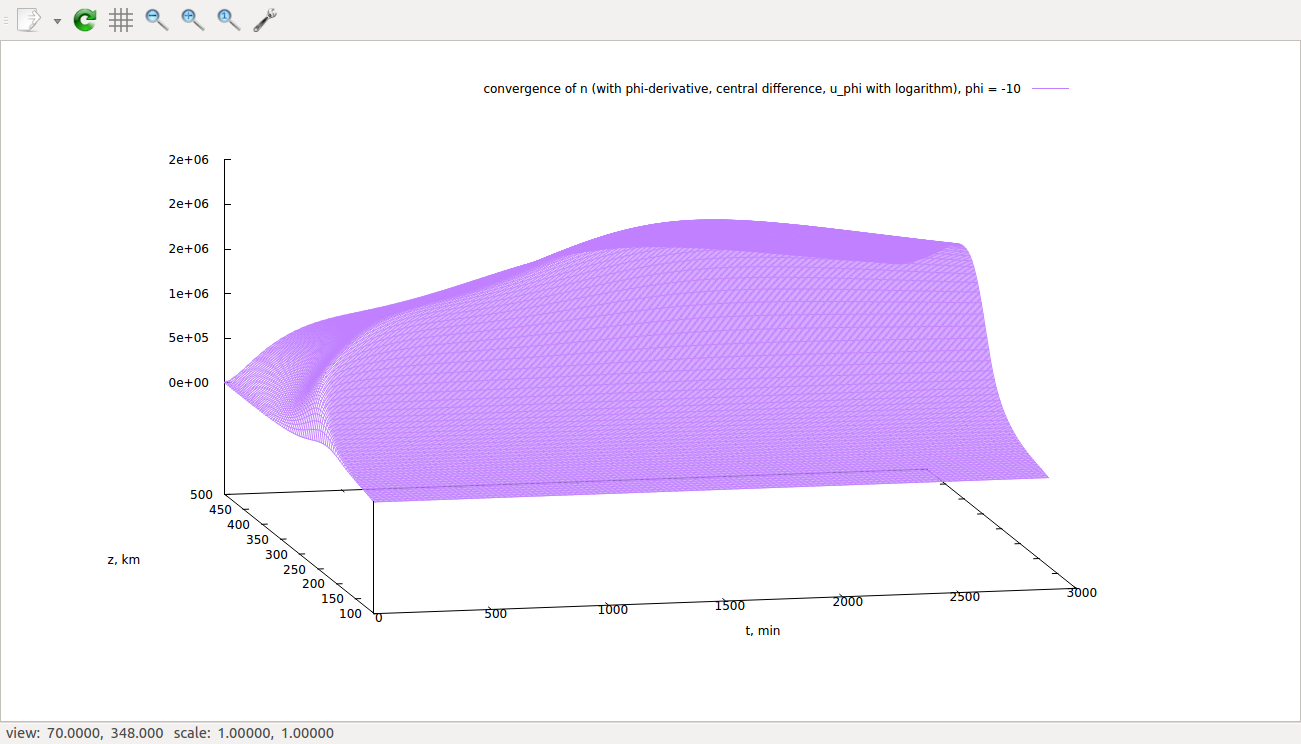 convergence of n (with phi-derivative, central difference, u_phi with logarithm), phi = -10
2e+06
2e+06
2e+06
1e+06
5e+05
0e+00
500
450
400
350
300
250
200
150
100
z, km
0
500
1000
1500
2000
2500
3000
t, min
view: 70.0000, 348.000 scale: 1.00000, 1.00000